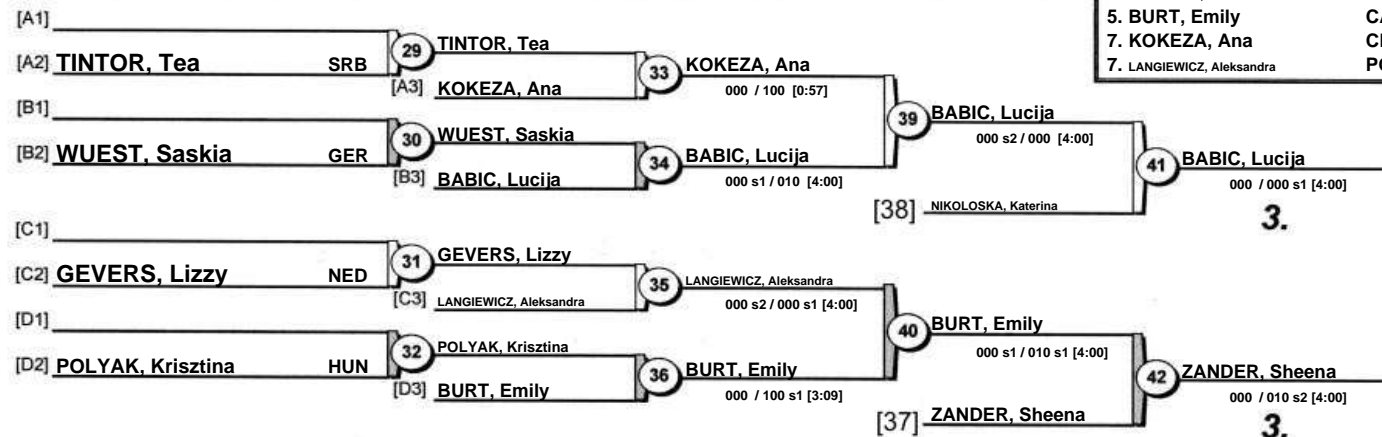 5. BURT, Emily
7. KOKEZA, Ana
7. LANGIEWICZ, Aleksandra
[A1]
[A2] TINTOR, Tea SRB
29
TINTOR, Tea
[A3] KOKEZA, Ana
33
KOKEZA, Ana
000 / 100 [0:57]
[B1]
[B2] WUEST, Saskia GER
30
WUEST, Saskia
[B3] BABIC, Lucija
34
BABIC, Lucija
000 s1 / 010 [4:00]
39
BABIC, Lucija
000 s2 / 000 [4:00]
[38] NIKOLOSKA, Katerina
41
BABIC, Lucija
000 / 000 s1 [4:00]
3.
[C1]
[C2] GEVERS, Lizzy NED
31
GEVERS, Lizzy
[C3] LANGIEWICZ, Aleksandra
35
LANGIEWICZ, Aleksandra
000 s2 / 000 s1 [4:00]
[D1]
[D2] POLYAK, Krisztina HUN
32
POLYAK, Krisztina
[D3] BURT, Emily
36
BURT, Emily
000 / 100 s1 [3:09]
40
BURT, Emily
000 s1 / 010 s1 [4:00]
[37] ZANDER, Sheena
42
ZANDER, Sheena
000 / 010 s2 [4:00]
3.